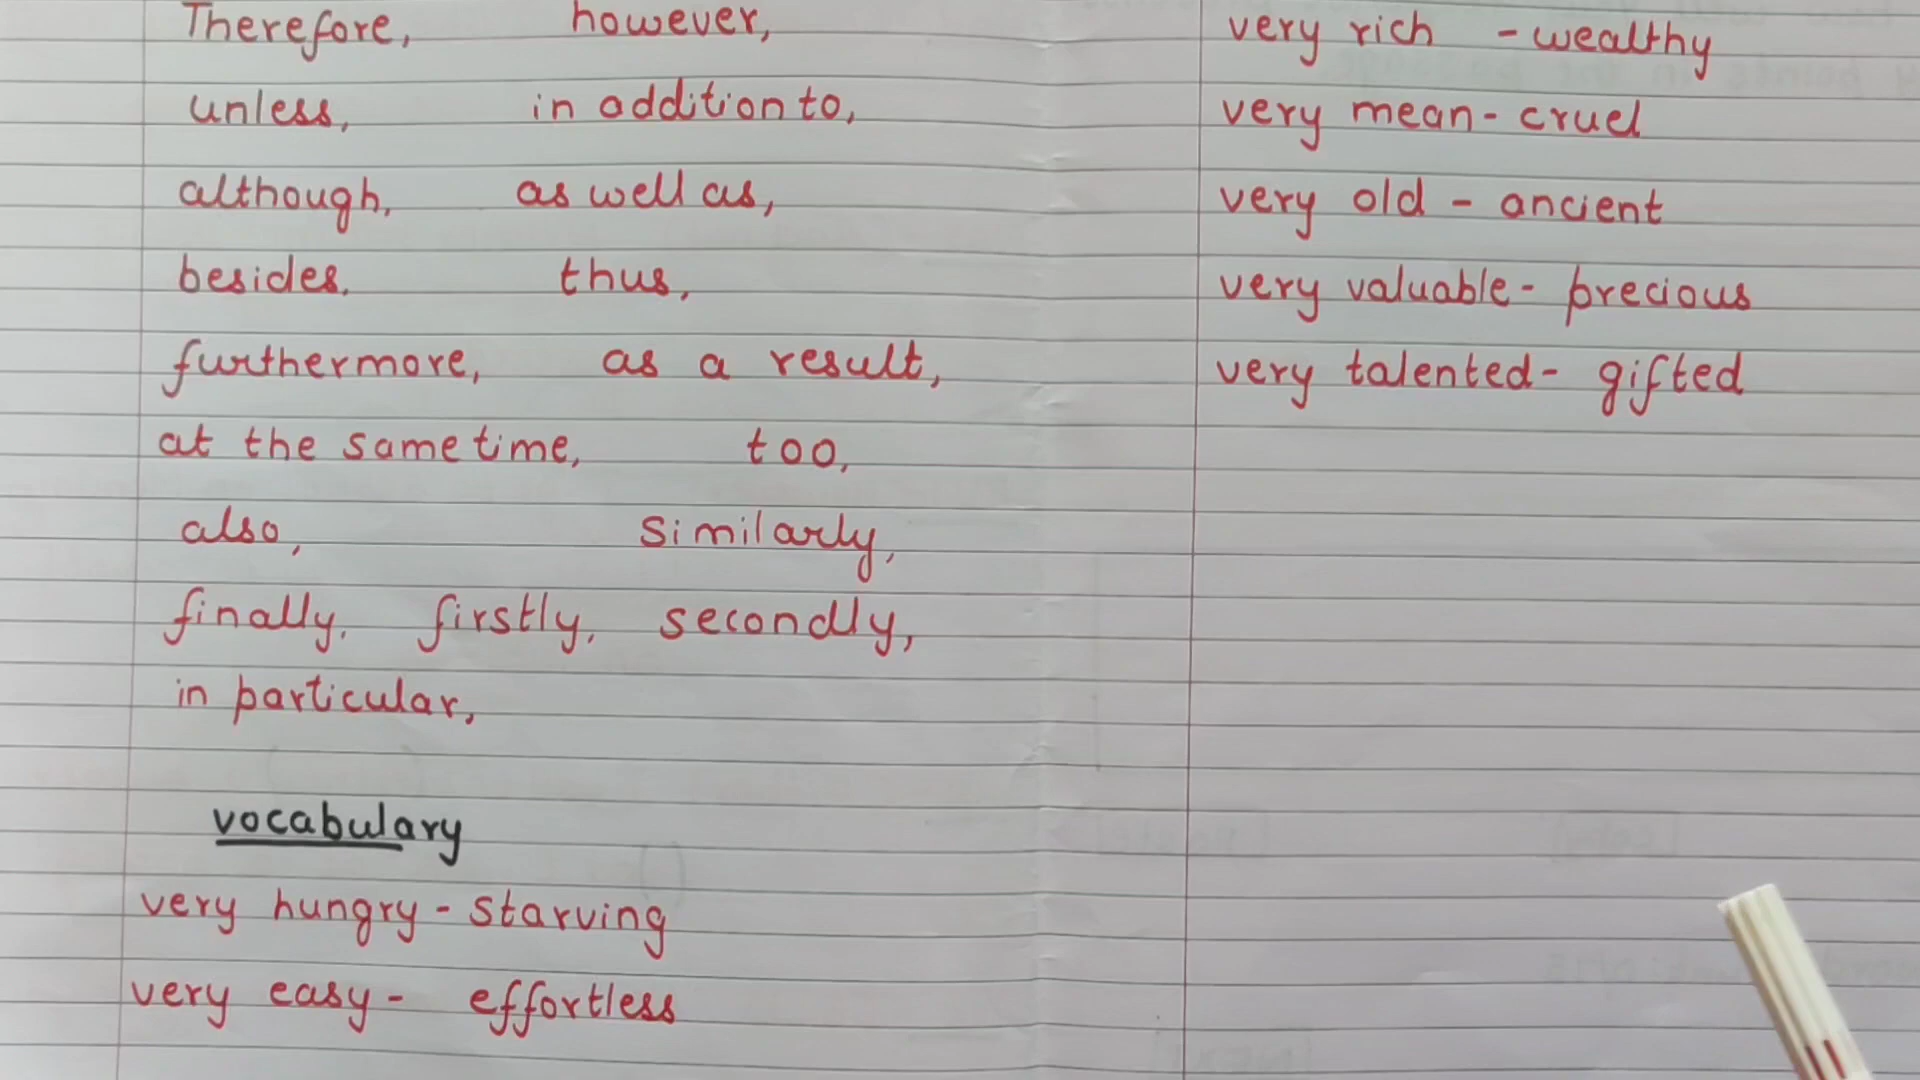 Therefore, however,
unless, in addition to,
although, as well as,
besides, thus,
furthermore, as a result,
at the same time, too,
also, Similarly,
finally, firstly, secondly,
in particular,
vocabulary
very hungry - starving
very easy - effortless
very rich - wealthy
very mean - cruel
very old - ancient
very valuable - precious
very talented - gifted